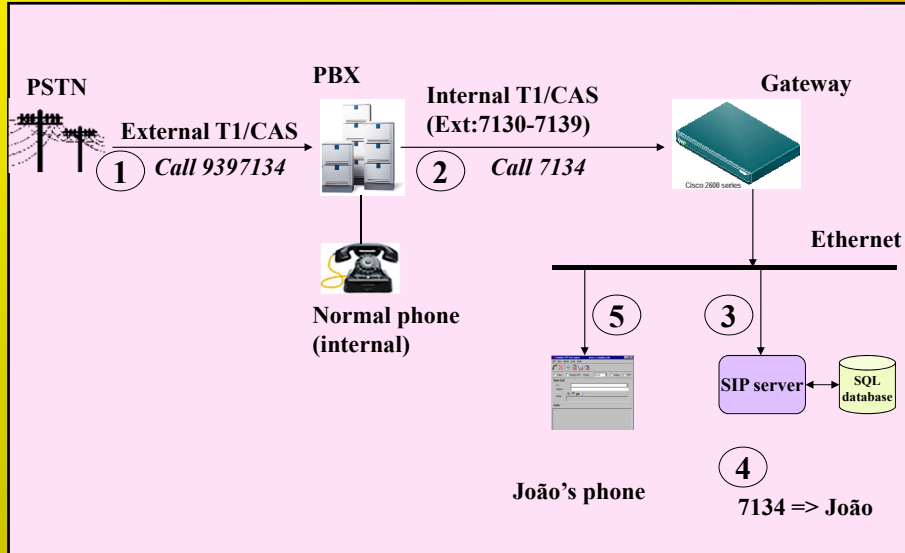 PSTN
External T1/CAS
1
Call 9397134
PBX
Internal T1/CAS
(Ext:7130-7139)
2
Call 7134
Gateway
Cisco 2600 series
Ethernet
Normal phone
(internal)
5
3
SIP server
SQL
database
João's phone
4
7134 => João